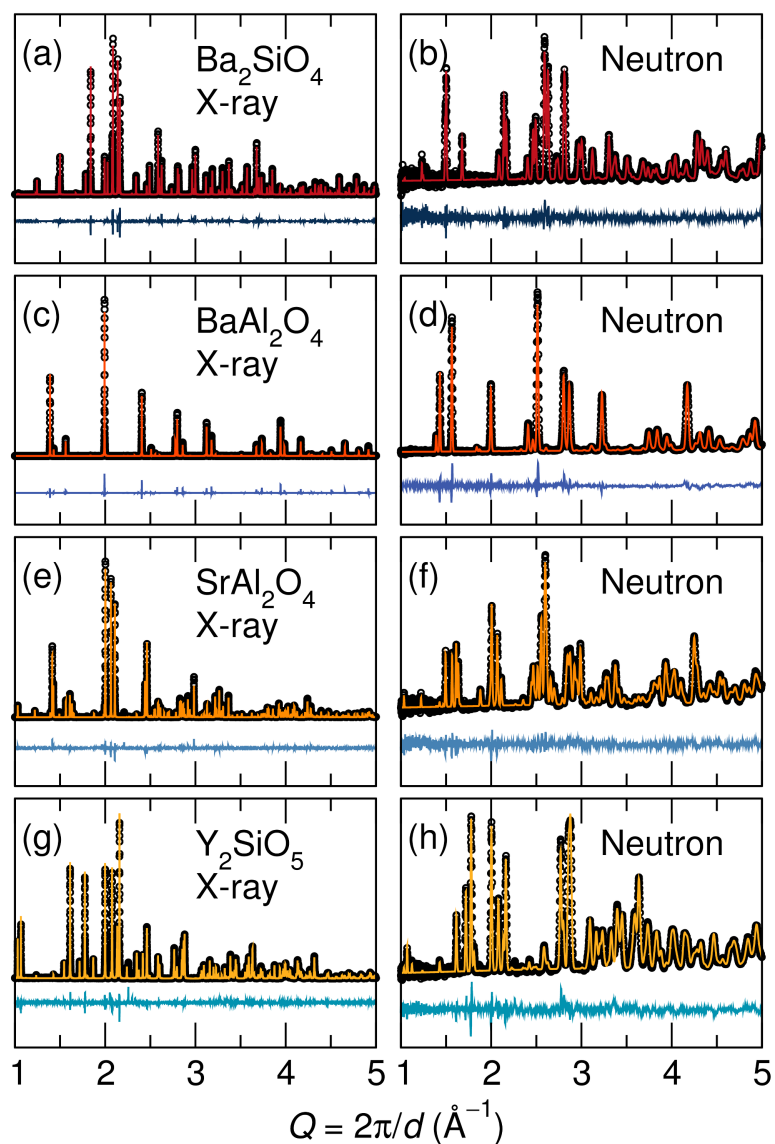 (a) Ba₂SiO₄
X-ray
(b) Neutron
(c) BaAl₂O₄
X-ray
(d) Neutron
(e) SrAl₂O₄
X-ray
(f) Neutron
(g) Y₂SiO₅
X-ray
(h) Neutron
1 2 3 4 5 1 2 3 4 5
Q = 2π/d (Å⁻¹)